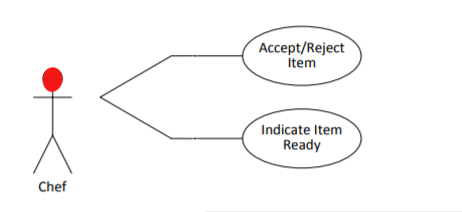 Accept/Reject
Item
Indicate Item
Ready
Chef